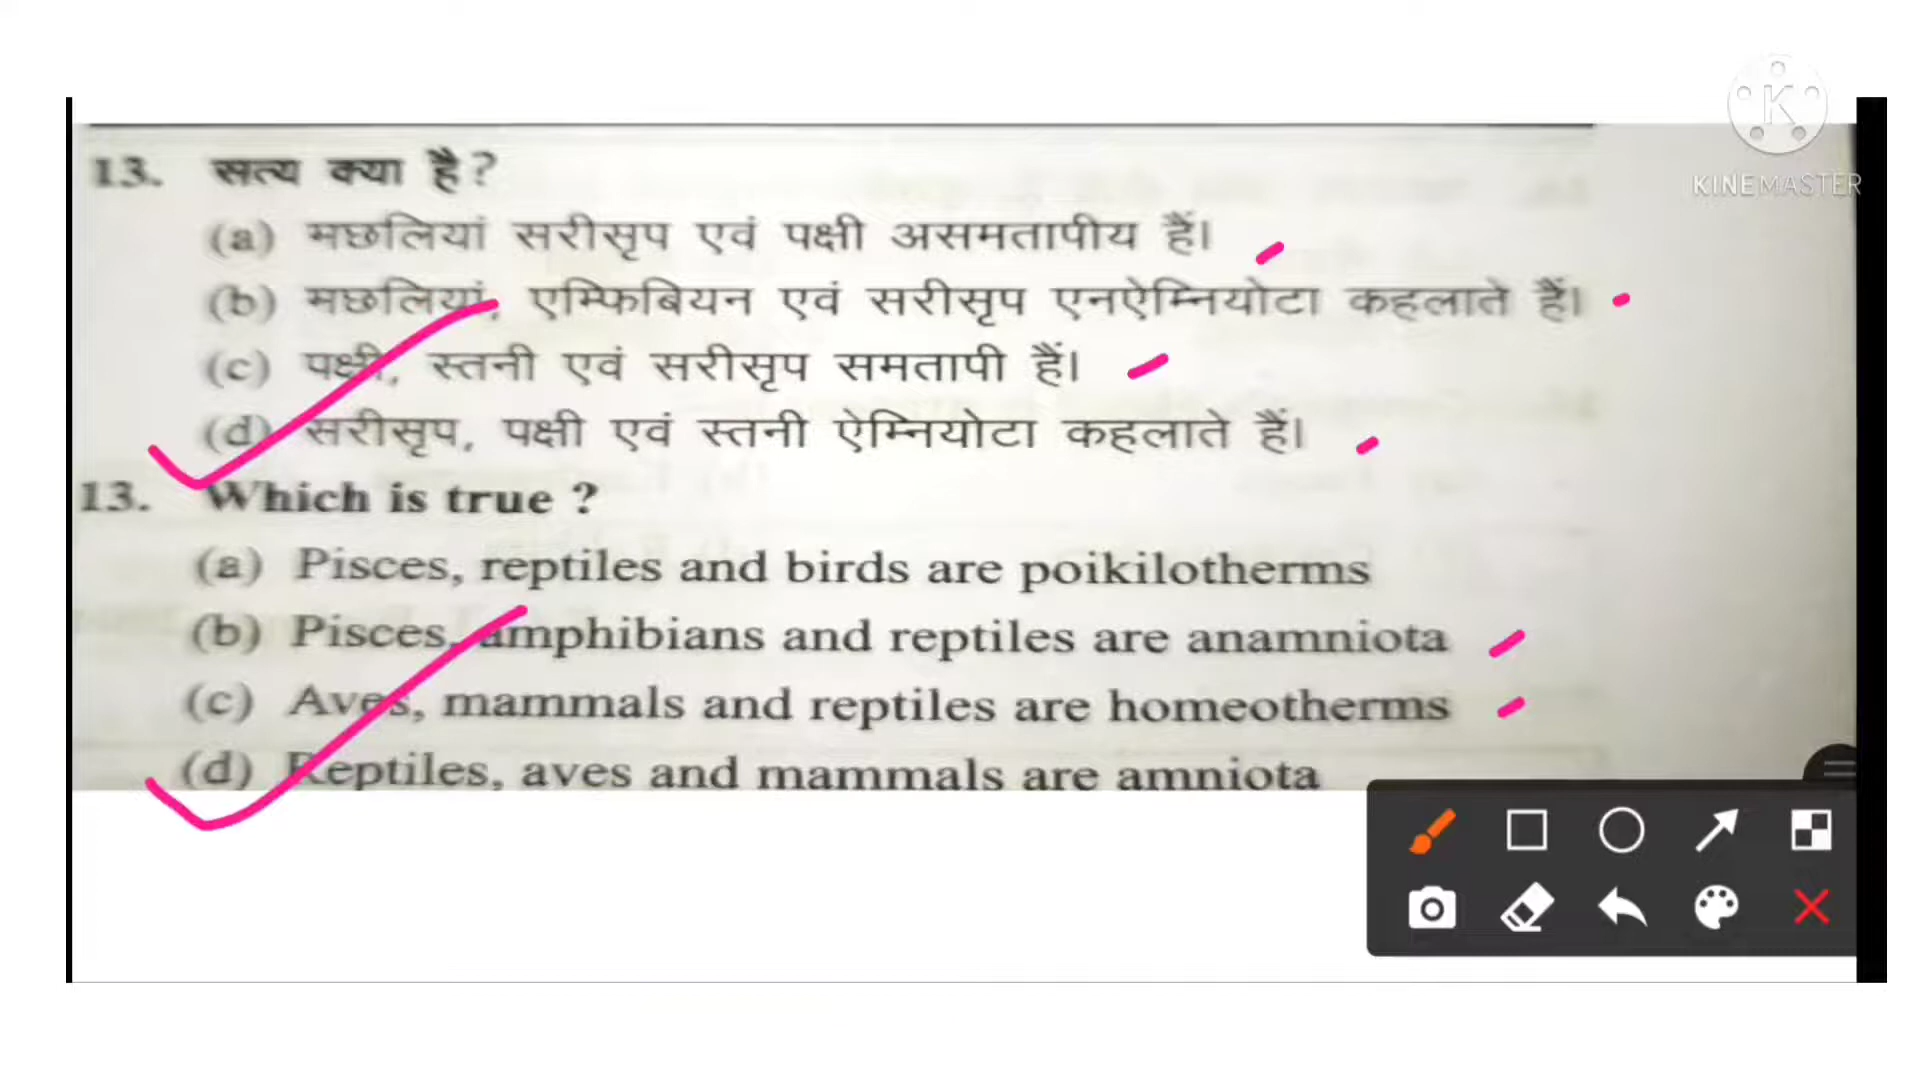 KINEMASTER
13. सत्य क्या है?
(a) मछलियां सरीसृप एवं पक्षी असमतापीय हैं।
(b) मछलियां, एम्फिबियन एवं सरीसृप एनऐम्नियोटा कहलाते हैं।
(c) पक्षी, स्तनी एवं सरीसृप समतापी हैं।
(d) सरीसृप, पक्षी एवं स्तनी ऐम्नियोटा कहलाते हैं।
13. Which is true ?
(a) Pisces, reptiles and birds are poikilotherms
(b) Pisces, amphibians and reptiles are anamniota
(c) Aves, mammals and reptiles are homeotherms
(d) Reptiles, aves and mammals are amniota